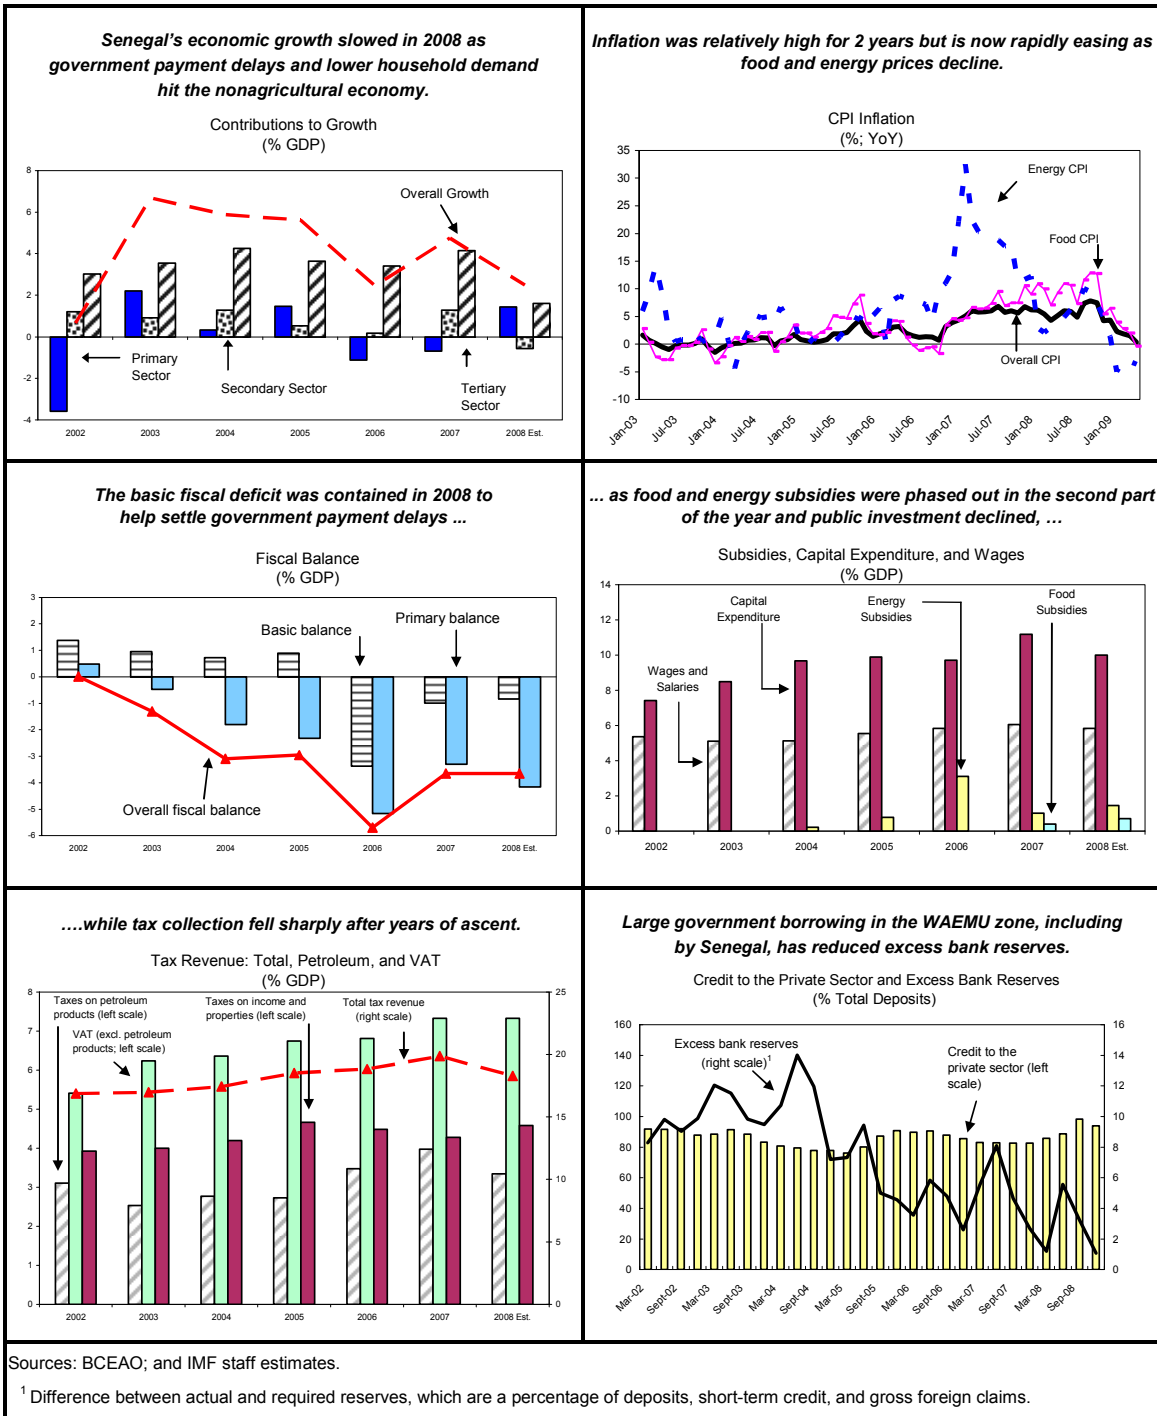 Senegal's economic growth slowed in 2008 as
government payment delays and lower household demand
hit the nonagricultural economy.
Contributions to Growth
(% GDP)
8
6
4
2
0
-2
-4
Overall Growth
Primary
Sector
Secondary Sector
Tertiary
Sector
2002
2003
2004
2005
2006
2007
2008 Est.
Inflation was relatively high for 2 years but is now rapidly easing as
food and energy prices decline.
CPI Inflation
(%; YoY)
35
30
25
20
15
10
5
0
-5
-10
Energy CPI
Food CPI
Overall CPI
Jan-03
Jul-03
Jan-04
Jul-04
Jan-05
Jul-05
Jan-06
Jul-06
Jan-07
Jul-07
Jan-08
Jul-08
Jan-09
The basic fiscal deficit was contained in 2008 to
help settle government payment delays ...
Fiscal Balance
(% GDP)
3
2
1
0
-1
-2
-3
-4
-5
-6
Basic balance
Primary balance
Overall fiscal balance
2002
2003
2004
2005
2006
2007
2008 Est.
... as food and energy subsidies were phased out in the second part
of the year and public investment declined, …
Subsidies, Capital Expenditure, and Wages
(% GDP)
14
12
10
8
6
4
2
0
Wages and
Salaries
Capital
Expenditure
Energy
Subsidies
Food
Subsidies
2002
2003
2004
2005
2006
2007
2008 Est.
….while tax collection fell sharply after years of ascent.
Tax Revenue: Total, Petroleum, and VAT
(% GDP)
8
7
6
5
4
3
2
1
0
25
20
15
10
5
0
Taxes on petroleum
products (left scale)
VAT (excl. petroleum
products; left scale)
Taxes on income and
properties (left scale)
Total tax revenue
(right scale)
2002
2003
2004
2005
2006
2007
2008 Est.
Large government borrowing in the WAEMU zone, including
by Senegal, has reduced excess bank reserves.
Credit to the Private Sector and Excess Bank Reserves
(% Total Deposits)
160
140
120
100
80
60
40
20
0
16
14
12
10
8
6
4
2
0
Excess bank reserves
(right scale)1
Credit to the
private sector (left
scale)
Mar-02
Sept-02
Mar-03
Sept-03
Mar-04
Sept-04
Mar-05
Sept-05
Mar-06
Sept-06
Mar-07
Sept-07
Mar-08
Sep-08
Sources: BCEAO; and IMF staff estimates.
1 Difference between actual and required reserves, which are a percentage of deposits, short-term credit, and gross foreign claims.